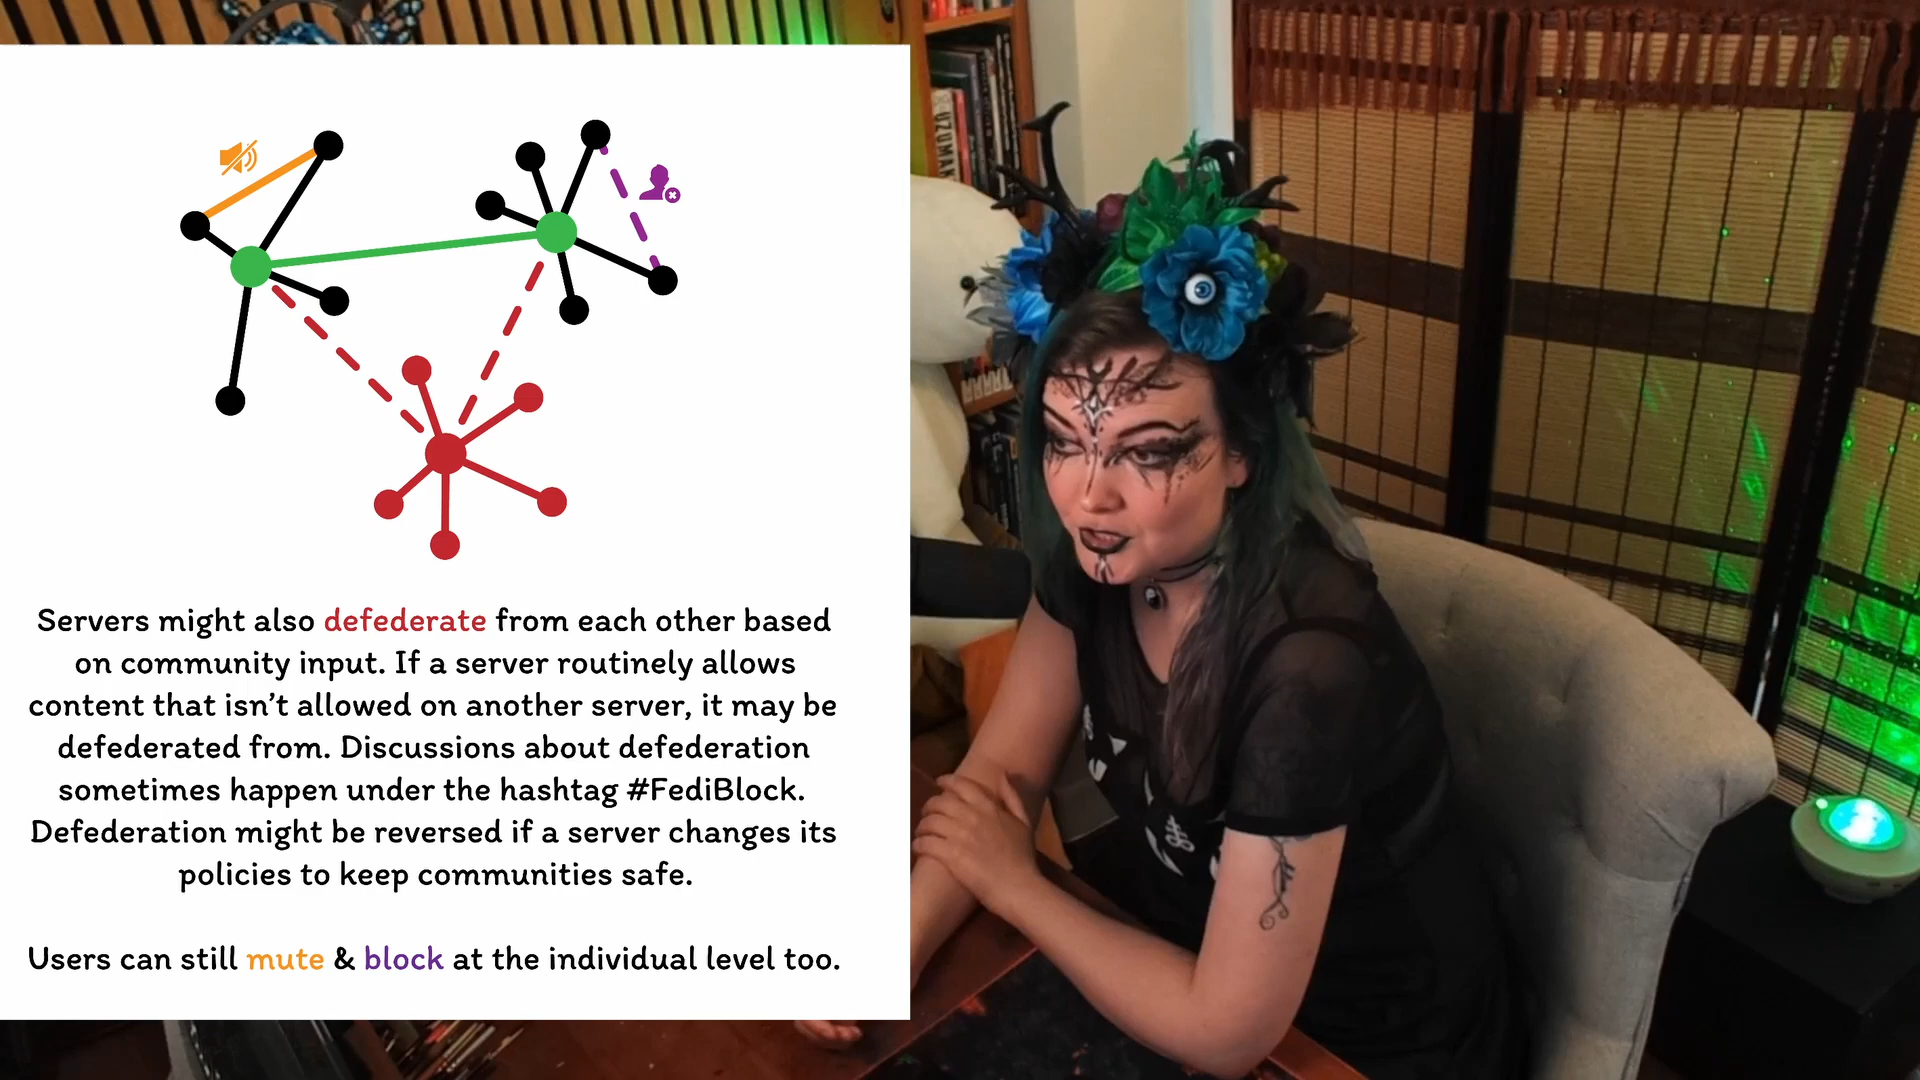 UZUMAKI
Servers might also defederate from each other based
on community input. If a server routinely allows
content that isn't allowed on another server, it may be
defederated from. Discussions about defederation
sometimes happen under the hashtag #FediBlock.
Defederation might be reversed if a server changes its
policies to keep communities safe.
Users can still mute & block at the individual level too.